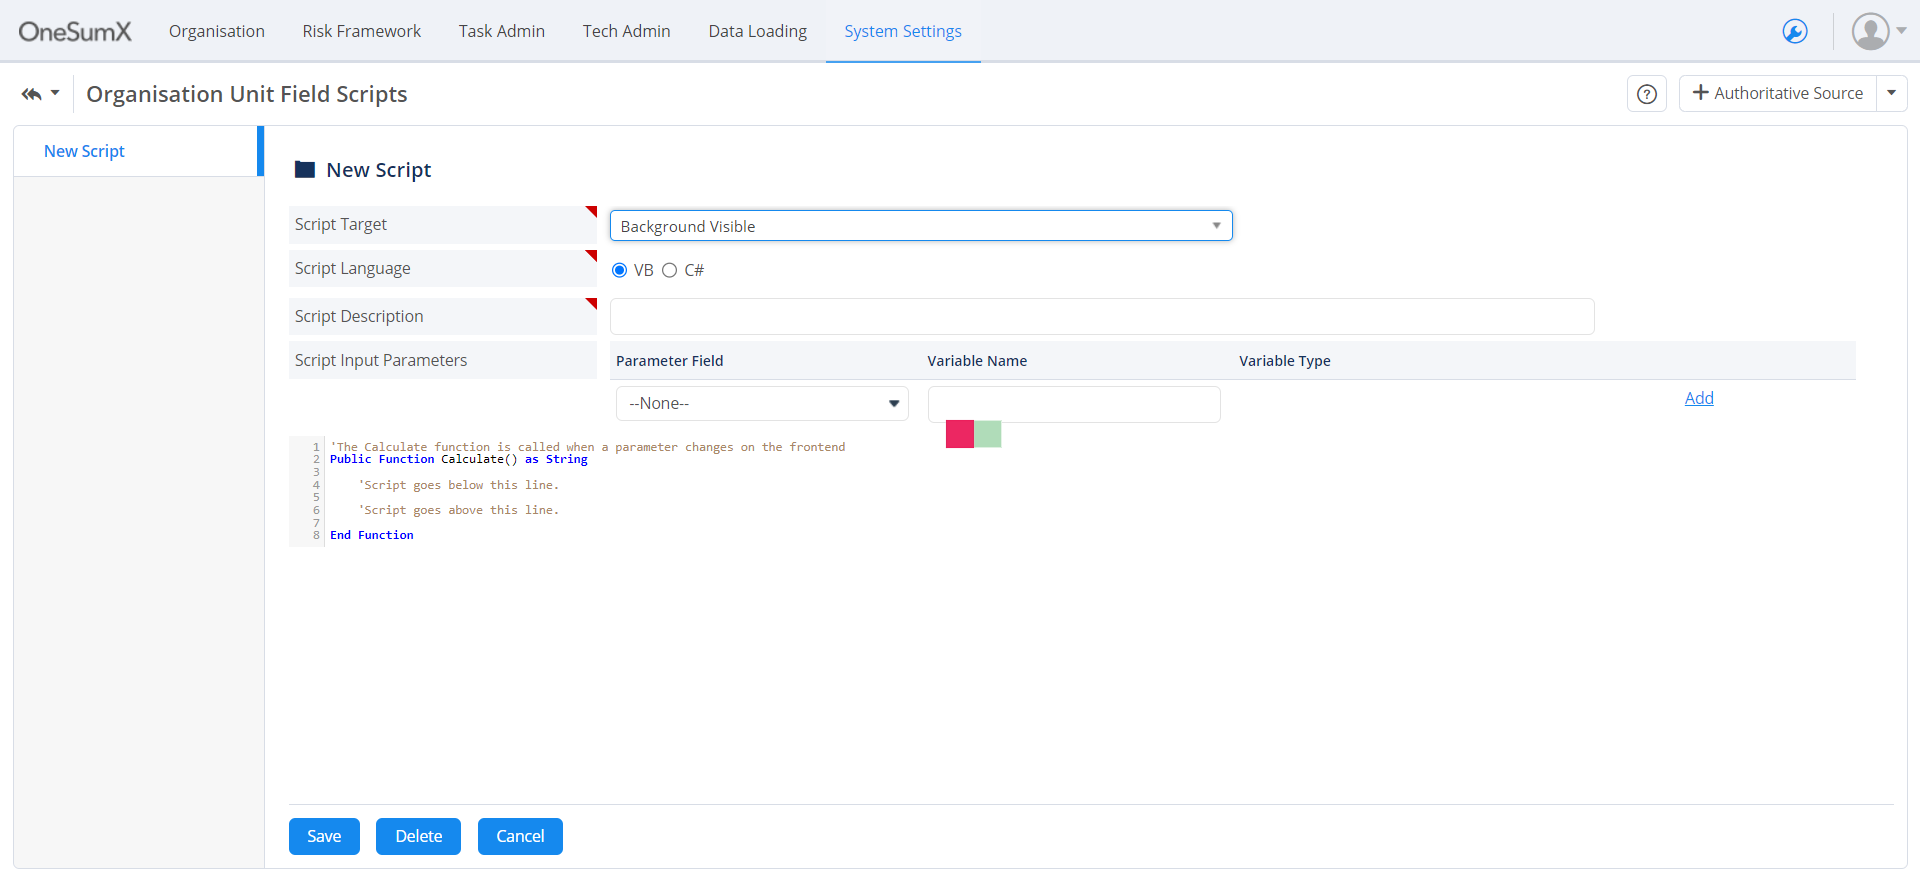 OneSumX Organisation Risk Framework Task Admin Tech Admin Data Loading System Settings
Organisation Unit Field Scripts
? + Authoritative Source
New Script
New Script
Script Target Background Visible
Script Language VB C#
Script Description
Script Input Parameters Parameter Field Variable Name Variable Type
--None-- Add
1 'The Calculate function is called when a parameter changes on the frontend
2 Public Function Calculate() as String
3
4 'Script goes below this line.
5
6 'Script goes above this line.
7
8 End Function
Save Delete Cancel